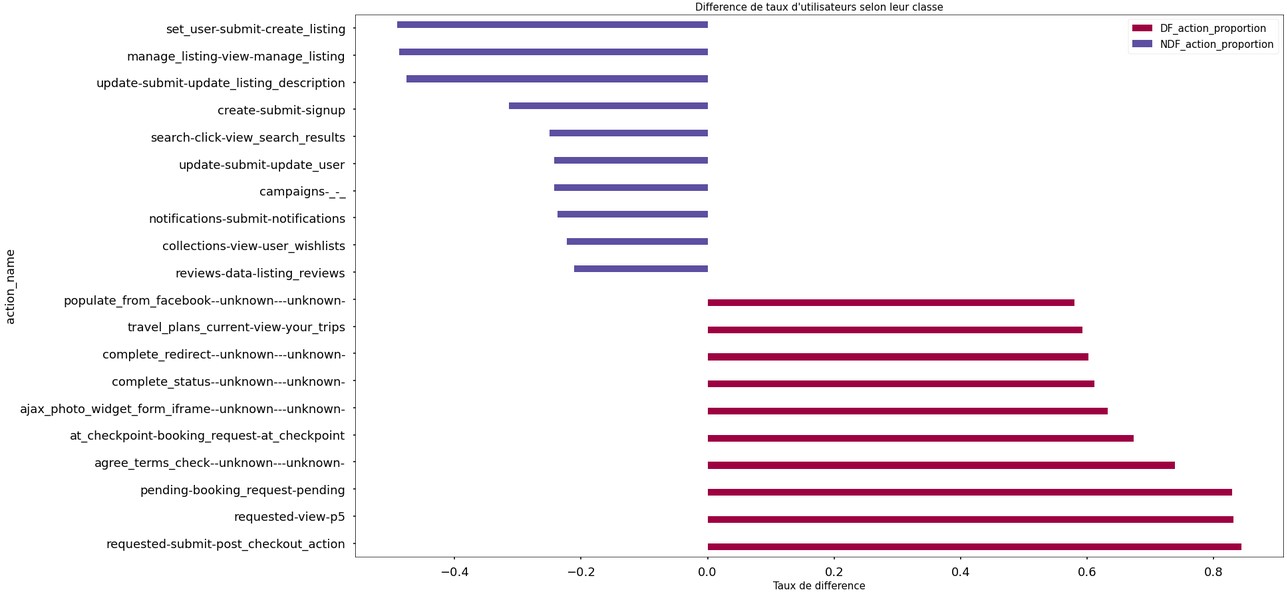 Difference de taux d'utilisateurs selon leur classe
DF_action_proportion
NDF_action_proportion
action_name
set_user-submit-create_listing
manage_listing-view-manage_listing
update-submit-update_listing_description
create-submit-signup
search-click-view_search_results
update-submit-update_user
campaigns-_-_
notifications-submit-notifications
collections-view-user_wishlists
reviews-data-listing_reviews
populate_from_facebook--unknown---unknown-
travel_plans_current-view-your_trips
complete_redirect--unknown---unknown-
complete_status--unknown---unknown-
ajax_photo_widget_form_iframe--unknown---unknown-
at_checkpoint-booking_request-at_checkpoint
agree_terms_check--unknown---unknown-
pending-booking_request-pending
requested-view-p5
requested-submit-post_checkout_action
−0.4 −0.2 0.0 0.2 0.4 0.6 0.8
Taux de difference